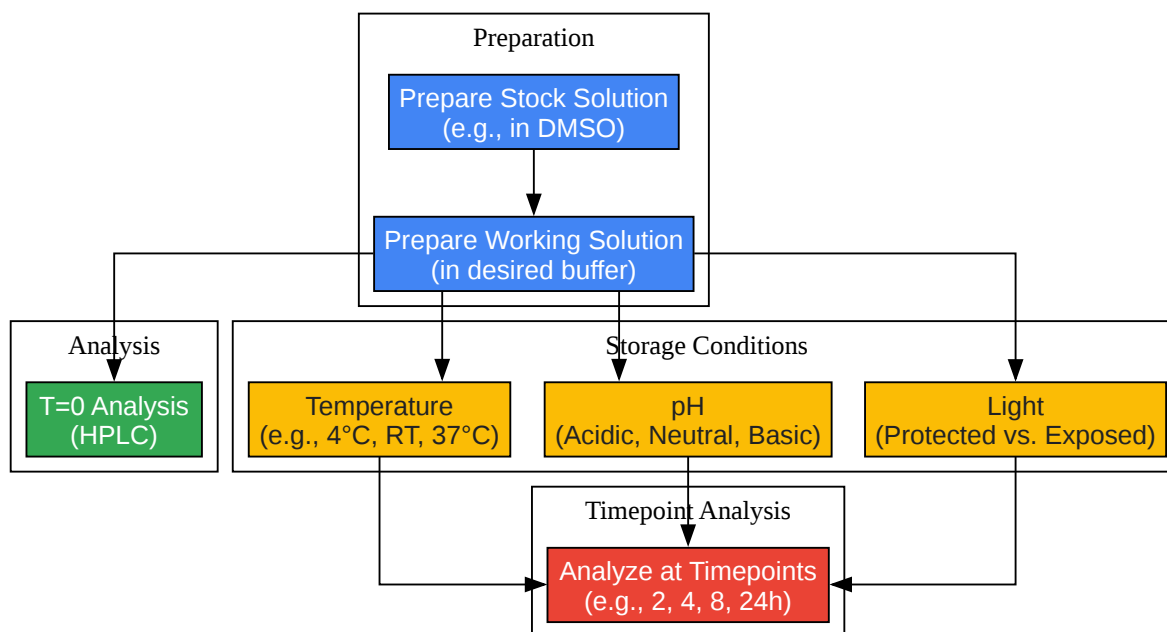 Preparation
Prepare Stock Solution
(e.g., in DMSO)
Prepare Working Solution
(in desired buffer)
Analysis
T=0 Analysis
(HPLC)
Storage Conditions
Temperature
(e.g., 4°C, RT, 37°C)
pH
(Acidic, Neutral, Basic)
Light
(Protected vs. Exposed)
Timepoint Analysis
Analyze at Timepoints
(e.g., 2, 4, 8, 24h)